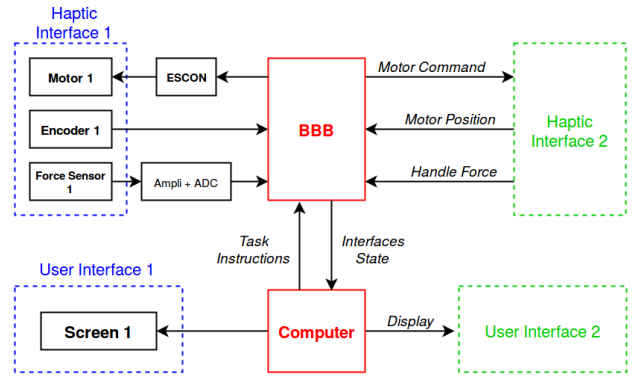 Haptic
Interface 1
Motor 1
ESCON
Encoder 1
Force Sensor
1
Ampli + ADC
BBB
Motor Command
Motor Position
Handle Force
Haptic
Interface 2
Task
Instructions
Interfaces
State
User Interface 1
Screen 1
Computer
Display
User Interface 2